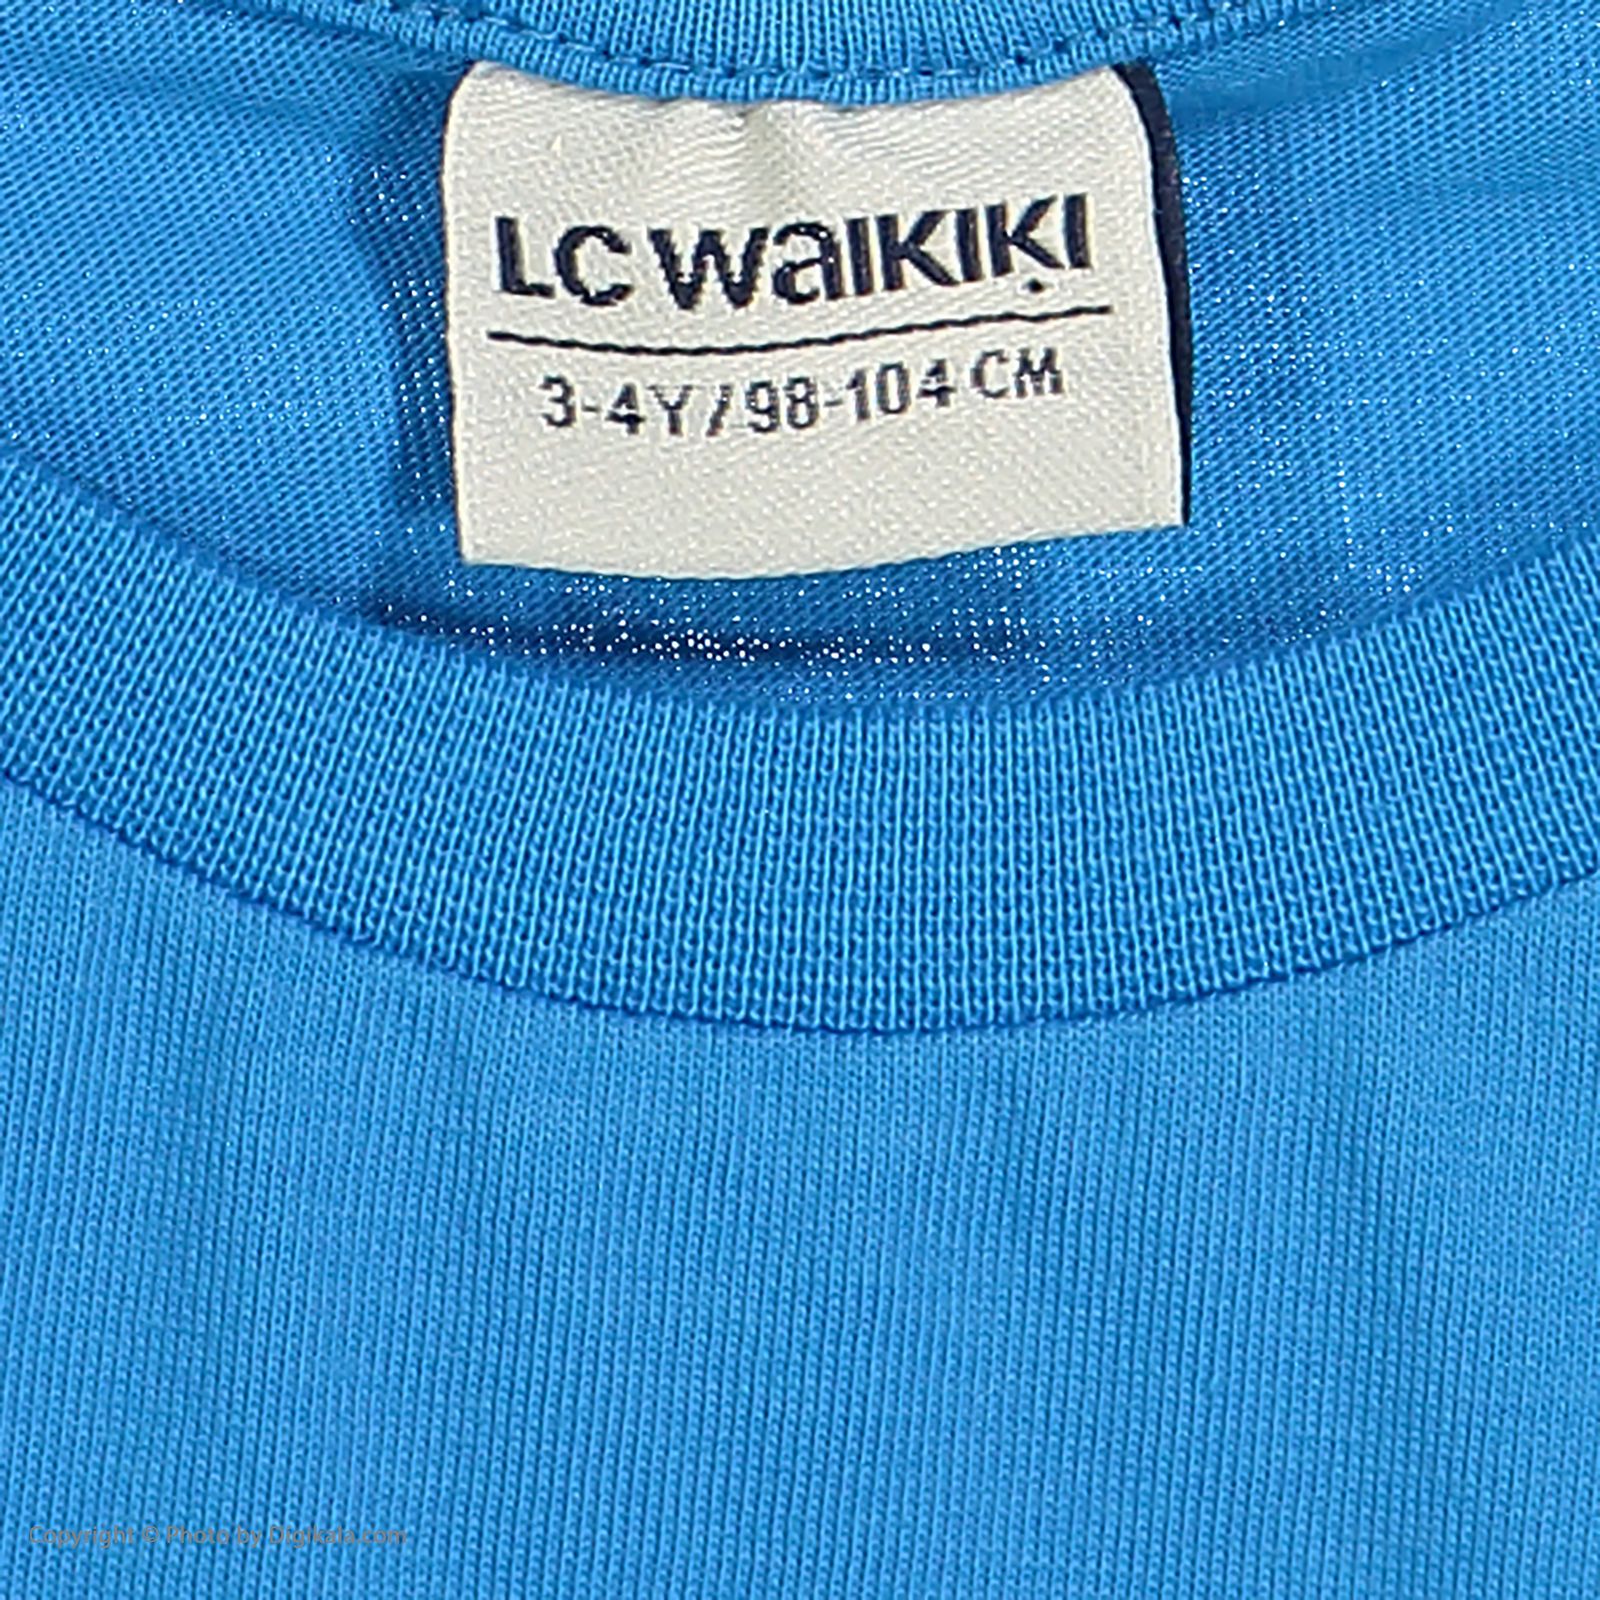 LC WAIKIKI
3-4Y / 98-104 CM
Copyright © Photo by Digikala.com